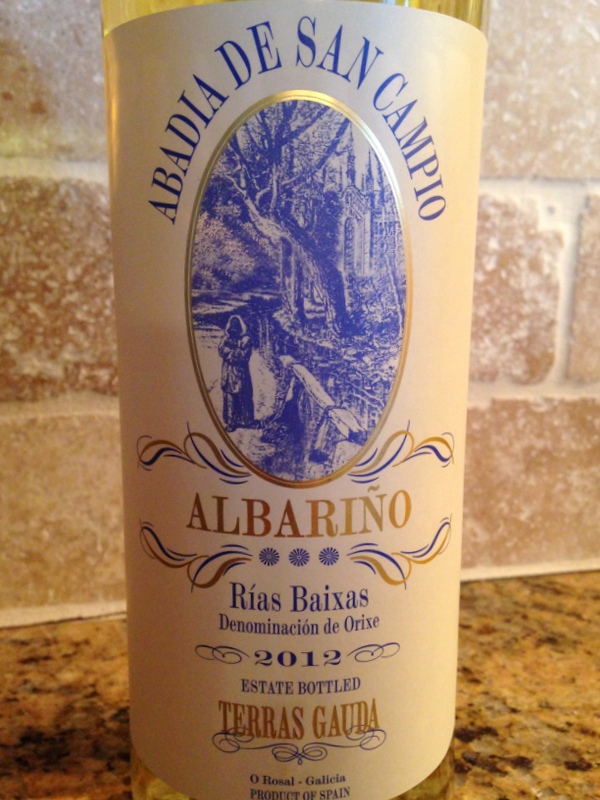 ABADIA DE SAN CAMPIO
ALBARIÑO
Rías Baixas
Denominación de Orixe
2012
ESTATE BOTTLED
TERRAS GAUDA
O Rosal - Galicia
PRODUCT OF SPAIN